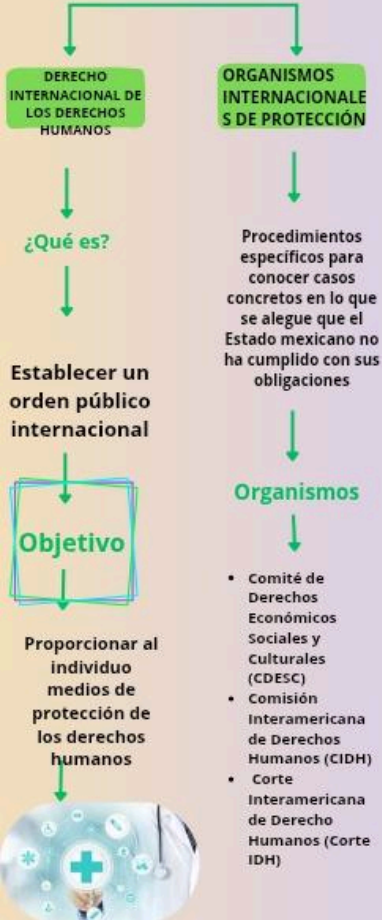 DERECHO
INTERNACIONAL DE
LOS DERECHOS
HUMANOS
¿Qué es?
Establecer un
orden público
internacional
Objetivo
Proporcionar al
individuo
medios de
protección de
los derechos
humanos
ORGANISMOS
INTERNACIONALE
S DE PROTECCIÓN
Procedimientos
específicos para
conocer casos
concretos en lo que
se alegue que el
Estado mexicano no
ha cumplido con sus
obligaciones
Organismos
• Comité de
Derechos
Económicos
Sociales y
Culturales
(CDESC)
• Comisión
Interamericana
de Derechos
Humanos (CIDH)
• Corte
Interamericana
de Derecho
Humanos (Corte
IDH)